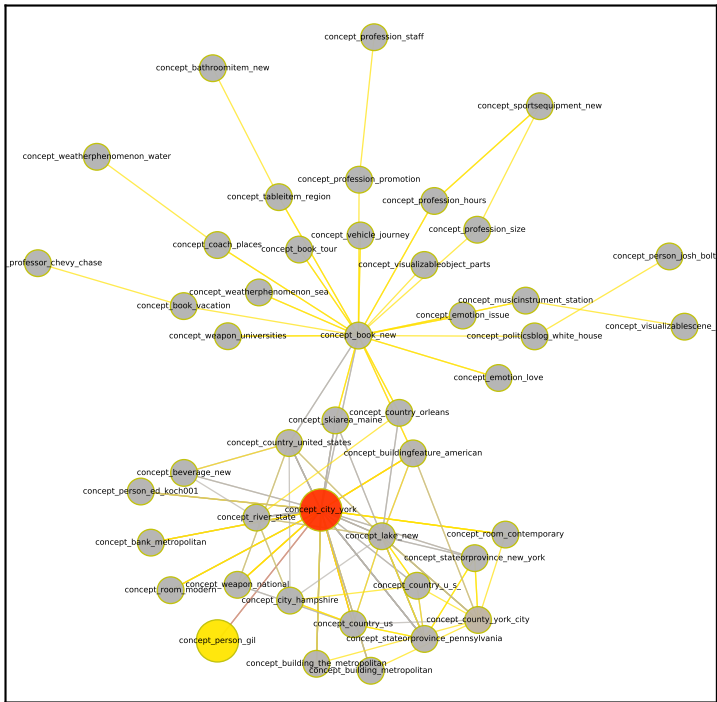 concept_profession_staff
concept_bathroomitem_new
concept_sportsequipment_new
concept_weatherphenomenon_water
concept_profession_promotion
concept_tableitem_region
concept_profession_hours
concept_profession_size
concept_vehicle_journey
concept_coach_places
concept_book_tour
concept_person_josh_bolt
_professor_chevy_chase
concept_visualizableobject_parts
concept_weatherphenomenon_sea
concept_musicinstrument_station
concept_book_vacation
concept_emotion_issue
concept_visualizablescene_
concept_weapon_universities
concept_book_new
concept_politicsblog_white_house
concept_emotion_love
concept_country_orleans
concept_skiarea_maine
concept_country_united_states
concept_buildingfeature_american
concept_beverage_new
concept_person_ed_koch001
concept_city_york
concept_river_state
concept_lake_new
concept_room_contemporary
concept_bank_metropolitan
concept_stateorprovince_new_york
concept_room_modern
concept_weapon_national
concept_country_u_s_
concept_city_hampshire
concept_county_york_city
concept_country_us
concept_person_gil
concept_stateorprovince_pennsylvania
concept_building_the_metropolitan
concept_building_metropolitan